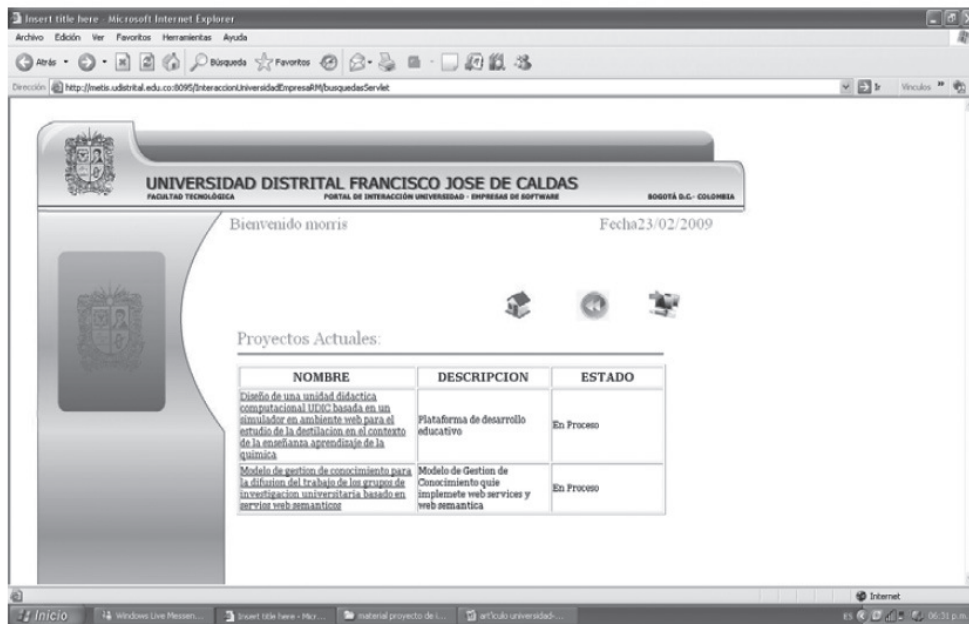 Insert title here - Microsoft Internet Explorer
Archivo Edición Ver Favoritos Herramientas Ayuda
Atrás Búsqueda Favoritos
Dirección http://metis.udistrital.edu.co:8095/InteraccionUniversidadEmpresaRM/busquedasServlet Ir Vínculos »
UNIVERSIDAD DISTRITAL FRANCISCO JOSE DE CALDAS
FACULTAD TECNOLÓGICA PORTAL DE INTERACCIÓN UNIVERSIDAD - EMPRESAS DE SOFTWARE BOGOTÁ D.C.- COLOMBIA
Bienvenido morris Fecha23/02/2009
Proyectos Actuales:
NOMBRE DESCRIPCION ESTADO
Diseño de una unidad didactica
computacional UDIC basada en un
simulador en ambiente web para el
estudio de la destilacion en el contexto
de la enseñanza aprendizaje de la
quimica
Plataforma de desarrollo
educativo
En Proceso
Modelo de gestion de conocimiento para
la difusion del trabajo de los grupos de
investigacion universitaria basado en
servios web semanticos
Modelo de Gestion de
Conocimiento quie
implemete web services y
web semantica
En Proceso
Internet
Inicio Windows Live Messen... Insert title here - Micr... material proyecto de i... artículo universidad-... ES 06:31 p.m.